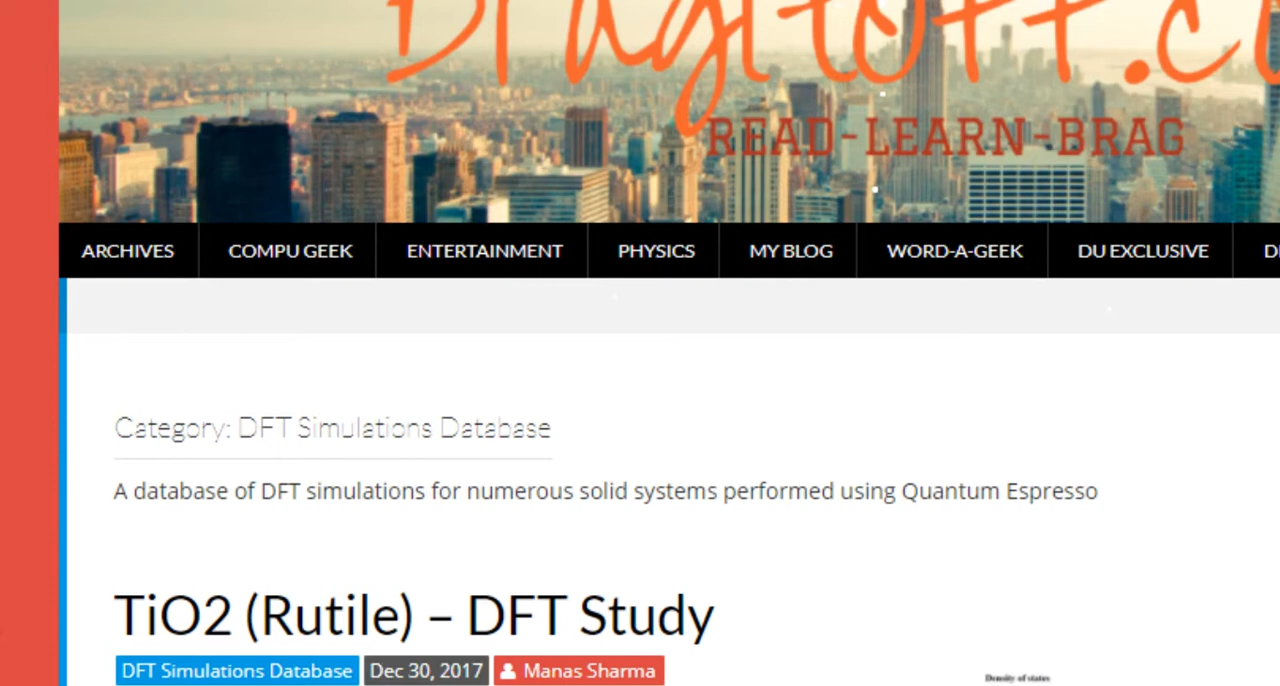 READ-LEARN-BRAG
ARCHIVES COMPU GEEK ENTERTAINMENT PHYSICS MY BLOG WORD-A-GEEK DU EXCLUSIVE
Category: DFT Simulations Database
A database of DFT simulations for numerous solid systems performed using Quantum Espresso
TiO2 (Rutile) – DFT Study
DFT Simulations Database Dec 30, 2017 Manas Sharma
Density of states